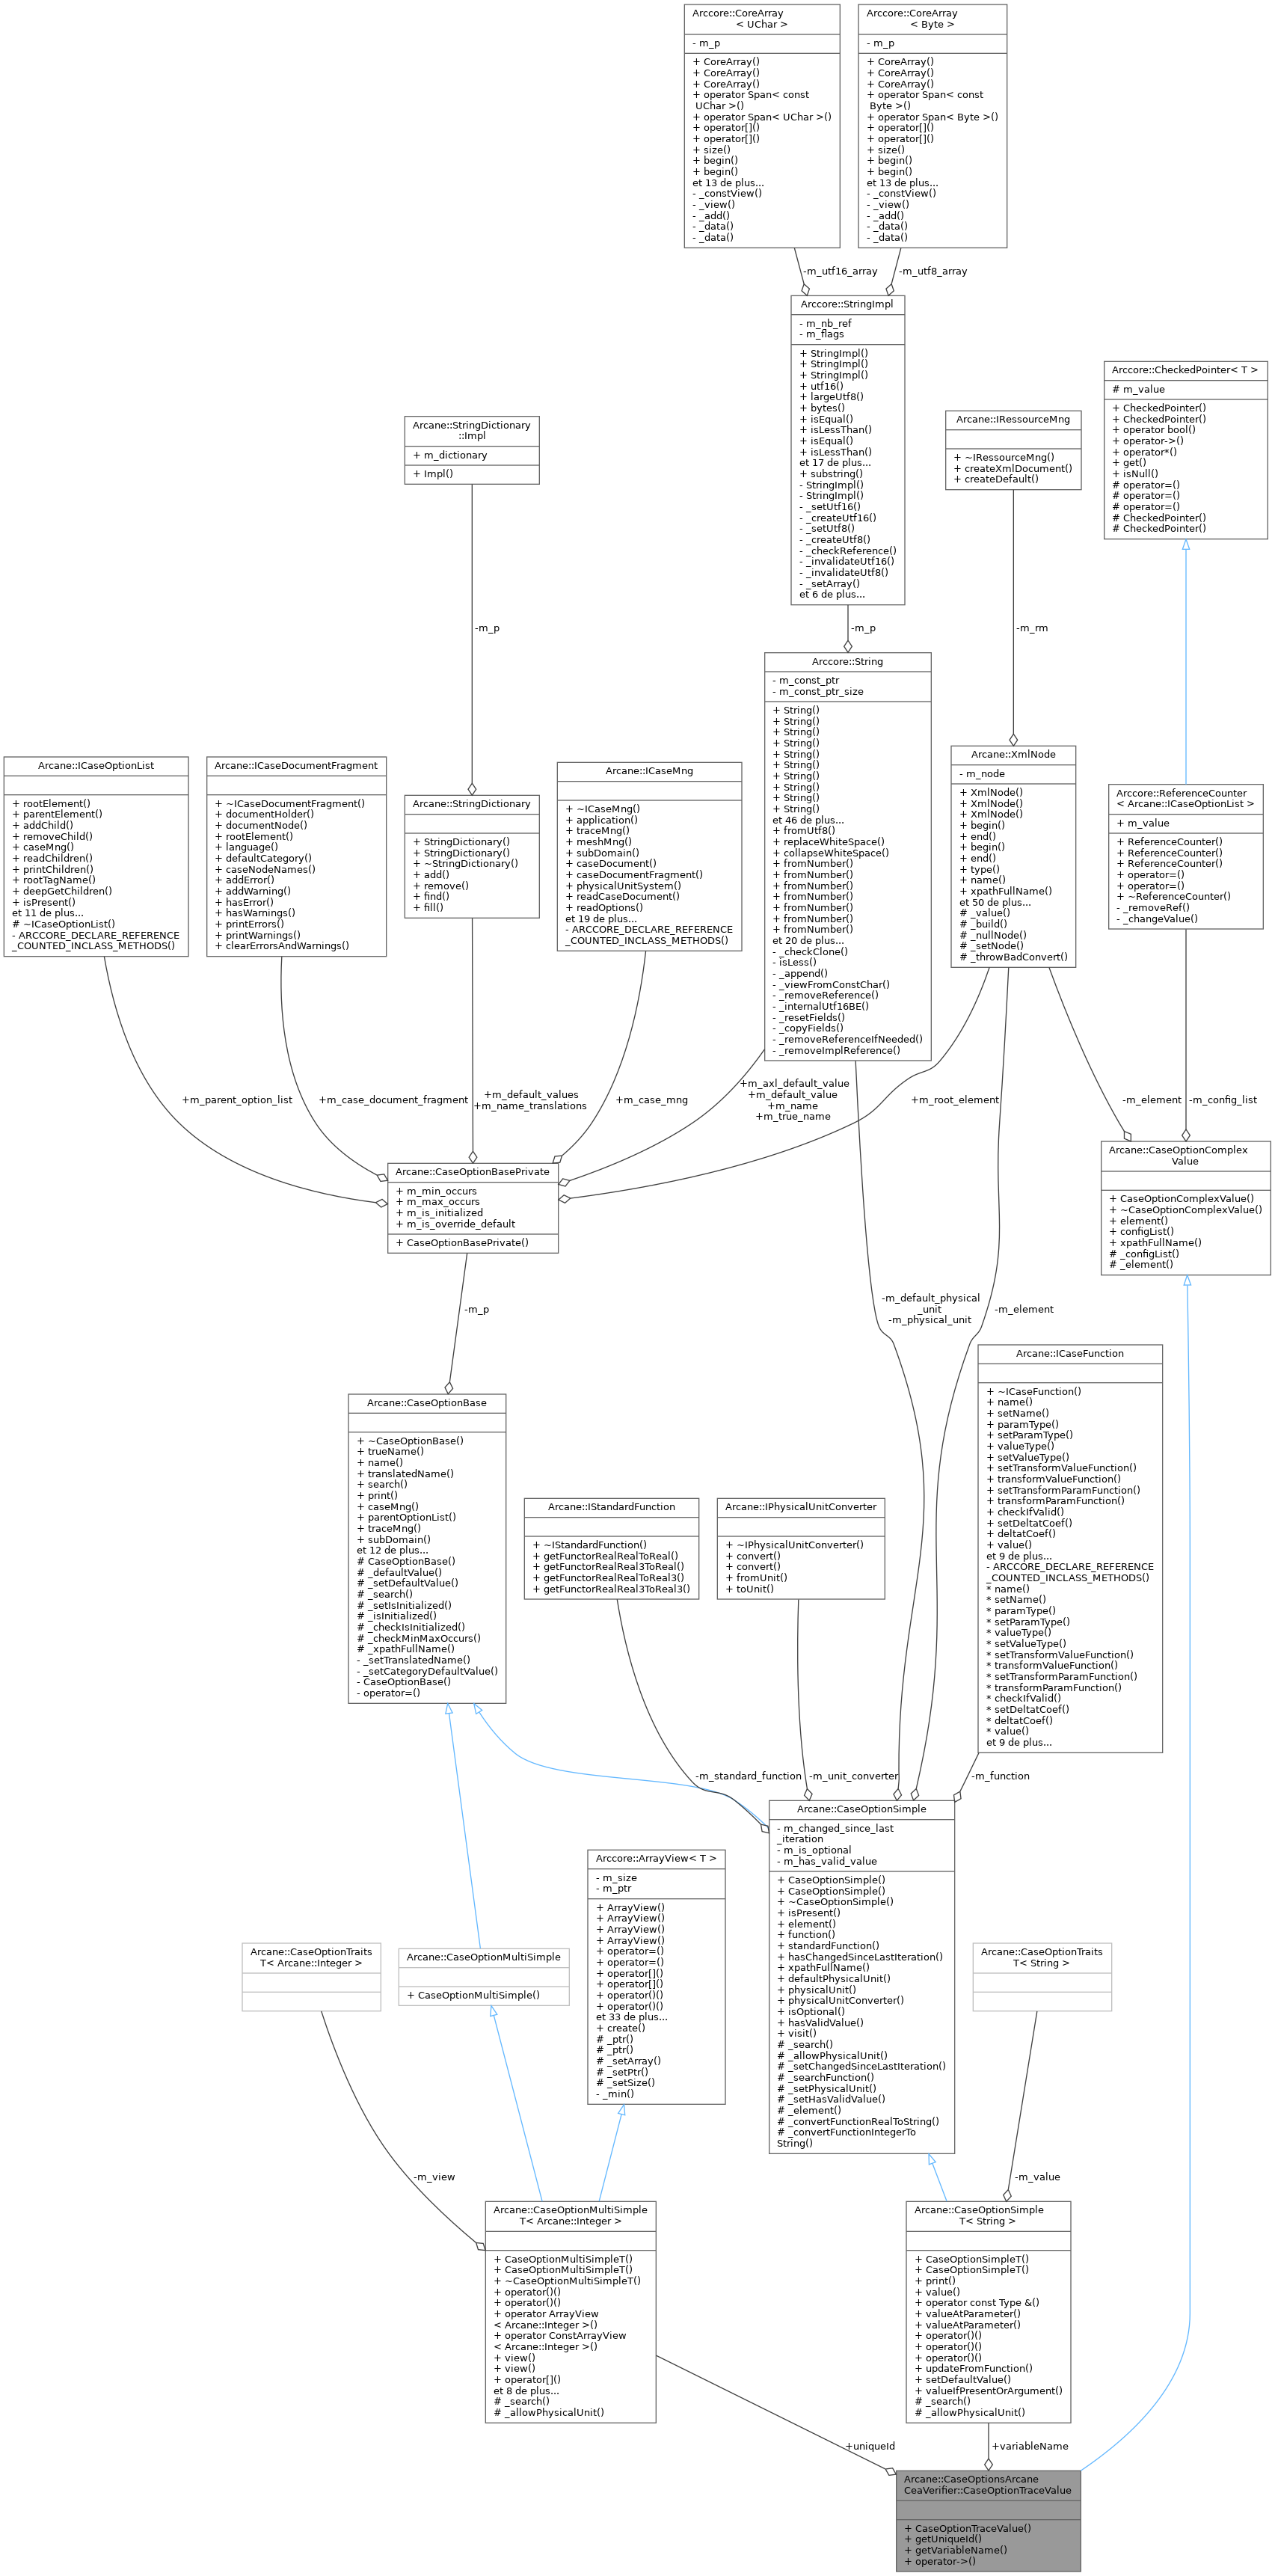 Arccore::CoreArray
< UChar >
- m_p
+ CoreArray()
+ CoreArray()
+ CoreArray()
+ operator Span< const
UChar >()
+ operator Span< UChar >()
+ operator[]()
+ operator[]()
+ size()
+ begin()
+ begin()
et 13 de plus...
- _constView()
- _view()
- _add()
- _data()
- _data()
Arccore::CoreArray
< Byte >
- m_p
+ CoreArray()
+ CoreArray()
+ CoreArray()
+ operator Span< const
Byte >()
+ operator Span< Byte >()
+ operator[]()
+ operator[]()
+ size()
+ begin()
+ begin()
et 13 de plus...
- _constView()
- _view()
- _add()
- _data()
- _data()
-m_utf16_array
-m_utf8_array
Arccore::StringImpl
- m_nb_ref
- m_flags
+ StringImpl()
+ StringImpl()
+ StringImpl()
+ utf16()
+ largeUtf8()
+ bytes()
+ isEqual()
+ isLessThan()
+ isEqual()
+ isLessThan()
et 17 de plus...
+ substring()
- StringImpl()
- StringImpl()
- _setUtf16()
- _createUtf16()
- _setUtf8()
- _createUtf8()
- _checkReference()
- _invalidateUtf16()
- _invalidateUtf8()
- _setArray()
et 6 de plus...
Arccore::CheckedPointer< T >
# m_value
+ CheckedPointer()
+ CheckedPointer()
+ operator bool()
+ operator->()
+ operator*()
+ get()
+ isNull()
# operator=()
# operator=()
# operator=()
# CheckedPointer()
# CheckedPointer()
Arcane::StringDictionary
::Impl
+ m_dictionary
+ Impl()
Arcane::IRessourceMng
+ ~IRessourceMng()
+ createXmlDocument()
+ createDefault()
-m_p
-m_p
-m_rm
Arcane::ICaseOptionList
+ rootElement()
+ parentElement()
+ addChild()
+ removeChild()
+ caseMng()
+ readChildren()
+ printChildren()
+ rootTagName()
+ deepGetChildren()
+ isPresent()
et 11 de plus...
# ~ICaseOptionList()
- ARCCORE_DECLARE_REFERENCE
_COUNTED_INCLASS_METHODS()
Arcane::ICaseDocumentFragment
+ ~ICaseDocumentFragment()
+ documentHolder()
+ documentNode()
+ rootElement()
+ language()
+ defaultCategory()
+ caseNodeNames()
+ addError()
+ addWarning()
+ hasError()
+ hasWarnings()
+ printErrors()
+ printWarnings()
+ clearErrorsAndWarnings()
Arcane::StringDictionary
+ StringDictionary()
+ StringDictionary()
+ ~StringDictionary()
+ add()
+ remove()
+ find()
+ fill()
Arcane::ICaseMng
+ ~ICaseMng()
+ application()
+ traceMng()
+ meshMng()
+ subDomain()
+ caseDocument()
+ caseDocumentFragment()
+ physicalUnitSystem()
+ readCaseDocument()
+ readOptions()
et 19 de plus...
- ARCCORE_DECLARE_REFERENCE
_COUNTED_INCLASS_METHODS()
Arccore::String
- m_const_ptr
- m_const_ptr_size
+ String()
+ String()
+ String()
+ String()
+ String()
+ String()
+ String()
+ String()
+ String()
+ String()
et 46 de plus...
+ fromUtf8()
+ replaceWhiteSpace()
+ collapseWhiteSpace()
+ fromNumber()
+ fromNumber()
+ fromNumber()
+ fromNumber()
+ fromNumber()
+ fromNumber()
+ fromNumber()
et 20 de plus...
- _checkClone()
- isLess()
- _append()
- _viewFromConstChar()
- _removeReference()
- _internalUtf16BE()
- _resetFields()
- _copyFields()
- _removeReferenceIfNeeded()
- _removeImplReference()
Arcane::XmlNode
- m_node
+ XmlNode()
+ XmlNode()
+ XmlNode()
+ begin()
+ end()
+ begin()
+ end()
+ type()
+ name()
+ xpathFullName()
et 50 de plus...
# _value()
# _build()
# _nullNode()
# _setNode()
# _throwBadConvert()
Arccore::ReferenceCounter
< Arcane::ICaseOptionList >
+ m_value
+ ReferenceCounter()
+ ReferenceCounter()
+ ReferenceCounter()
+ operator=()
+ operator=()
+ ~ReferenceCounter()
- _removeRef()
- _changeValue()
+m_parent_option_list
+m_case_document_fragment
+m_default_values
+m_name_translations
+m_case_mng
+m_axl_default_value
+m_default_value
+m_name
+m_true_name
+m_root_element
-m_element
-m_config_list
Arcane::CaseOptionBasePrivate
+ m_min_occurs
+ m_max_occurs
+ m_is_initialized
+ m_is_override_default
+ CaseOptionBasePrivate()
Arcane::CaseOptionComplex
Value
+ CaseOptionComplexValue()
+ ~CaseOptionComplexValue()
+ element()
+ configList()
+ xpathFullName()
# _configList()
# _element()
-m_p
-m_default_physical
_unit
-m_physical_unit
-m_element
Arcane::CaseOptionBase
+ ~CaseOptionBase()
+ trueName()
+ name()
+ translatedName()
+ search()
+ print()
+ caseMng()
+ parentOptionList()
+ traceMng()
+ subDomain()
et 12 de plus...
# CaseOptionBase()
# _defaultValue()
# _setDefaultValue()
# _search()
# _setIsInitialized()
# _isInitialized()
# _checkIsInitialized()
# _checkMinMaxOccurs()
# _xpathFullName()
- _setTranslatedName()
- _setCategoryDefaultValue()
- CaseOptionBase()
- operator=()
Arcane::IStandardFunction
+ ~IStandardFunction()
+ getFunctorRealRealToReal()
+ getFunctorRealReal3ToReal()
+ getFunctorRealRealToReal3()
+ getFunctorRealReal3ToReal3()
Arcane::IPhysicalUnitConverter
+ ~IPhysicalUnitConverter()
+ convert()
+ convert()
+ fromUnit()
+ toUnit()
Arcane::ICaseFunction
+ ~ICaseFunction()
+ name()
+ setName()
+ paramType()
+ setParamType()
+ valueType()
+ setValueType()
+ setTransformValueFunction()
+ transformValueFunction()
+ setTransformParamFunction()
+ transformParamFunction()
+ checkIfValid()
+ setDeltatCoef()
+ deltatCoef()
+ value()
et 9 de plus...
- ARCCORE_DECLARE_REFERENCE
_COUNTED_INCLASS_METHODS()
* name()
* setName()
* paramType()
* setParamType()
* valueType()
* setValueType()
* setTransformValueFunction()
* transformValueFunction()
* setTransformParamFunction()
* transformParamFunction()
* checkIfValid()
* setDeltatCoef()
* deltatCoef()
* value()
et 9 de plus...
-m_standard_function
-m_unit_converter
-m_function
Arcane::CaseOptionSimple
- m_changed_since_last
_iteration
- m_is_optional
- m_has_valid_value
+ CaseOptionSimple()
+ CaseOptionSimple()
+ ~CaseOptionSimple()
+ isPresent()
+ element()
+ function()
+ standardFunction()
+ hasChangedSinceLastIteration()
+ xpathFullName()
+ defaultPhysicalUnit()
+ physicalUnit()
+ physicalUnitConverter()
+ isOptional()
+ hasValidValue()
+ visit()
# _search()
# _allowPhysicalUnit()
# _setChangedSinceLastIteration()
# _searchFunction()
# _setPhysicalUnit()
# _setHasValidValue()
# _element()
# _convertFunctionRealToString()
# _convertFunctionIntegerTo
String()
Arccore::ArrayView< T >
- m_size
- m_ptr
+ ArrayView()
+ ArrayView()
+ ArrayView()
+ ArrayView()
+ operator=()
+ operator=()
+ operator[]()
+ operator[]()
+ operator()()
+ operator()()
et 33 de plus...
+ create()
# _ptr()
# _ptr()
# _setArray()
# _setPtr()
# _setSize()
- _min()
Arcane::CaseOptionTraits
T< Arcane::Integer >
Arcane::CaseOptionMultiSimple
+ CaseOptionMultiSimple()
Arcane::CaseOptionTraits
T< String >
-m_view
-m_value
Arcane::CaseOptionMultiSimple
T< Arcane::Integer >
+ CaseOptionMultiSimpleT()
+ CaseOptionMultiSimpleT()
+ ~CaseOptionMultiSimpleT()
+ operator()()
+ operator()()
+ operator ArrayView
< Arcane::Integer >()
+ operator ConstArrayView
< Arcane::Integer >()
+ view()
+ view()
+ operator[]()
et 8 de plus...
# _search()
# _allowPhysicalUnit()
Arcane::CaseOptionSimple
T< String >
+ CaseOptionSimpleT()
+ CaseOptionSimpleT()
+ print()
+ value()
+ operator const Type &()
+ valueAtParameter()
+ valueAtParameter()
+ operator()()
+ operator()()
+ operator()()
+ updateFromFunction()
+ setDefaultValue()
+ valueIfPresentOrArgument()
# _search()
# _allowPhysicalUnit()
+uniqueId
+variableName
Arcane::CaseOptionsArcane
CeaVerifier::CaseOptionTraceValue
+ CaseOptionTraceValue()
+ getUniqueId()
+ getVariableName()
+ operator->()